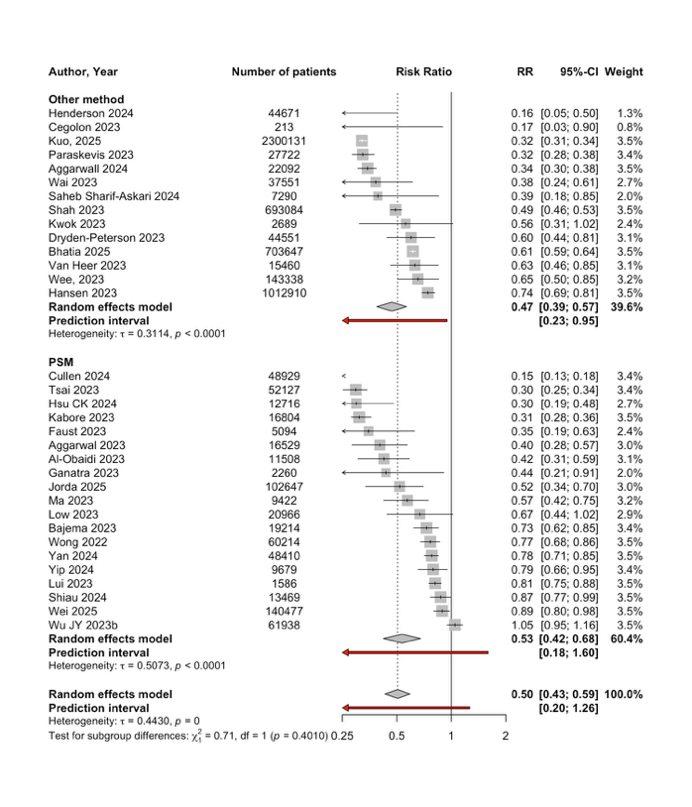 Author, Year Number of patients Risk Ratio RR 95%-CI Weight
Other method
Henderson 2024 44671 0.16 [0.05; 0.50] 1.3%
Cegolon 2023 213 0.17 [0.03; 0.90] 0.8%
Kuo, 2025 2300131 0.32 [0.31; 0.34] 3.5%
Paraskevis 2023 27722 0.32 [0.28; 0.38] 3.4%
Aggarwall 2024 22092 0.34 [0.30; 0.38] 3.5%
Wai 2023 37551 0.38 [0.24; 0.61] 2.7%
Saheb Sharif-Askari 2024 7290 0.39 [0.18; 0.85] 2.0%
Shah 2023 693084 0.49 [0.46; 0.53] 3.5%
Kwok 2023 2689 0.56 [0.31; 1.02] 2.4%
Dryden-Peterson 2023 44551 0.60 [0.44; 0.81] 3.1%
Bhatia 2025 703647 0.61 [0.59; 0.64] 3.5%
Van Heer 2023 15460 0.63 [0.46; 0.85] 3.1%
Wee, 2023 143338 0.65 [0.50; 0.85] 3.2%
Hansen 2023 1012910 0.74 [0.69; 0.81] 3.5%
Random effects model 0.47 [0.39; 0.57] 39.6%
Prediction interval [0.23; 0.95]
Heterogeneity: τ = 0.3114, p < 0.0001
PSM
Cullen 2024 48929 0.15 [0.13; 0.18] 3.4%
Tsai 2023 52127 0.30 [0.25; 0.34] 3.4%
Hsu CK 2024 12716 0.30 [0.19; 0.48] 2.7%
Kabore 2023 16804 0.31 [0.28; 0.36] 3.4%
Faust 2023 5094 0.35 [0.19; 0.63] 2.4%
Aggarwal 2023 16529 0.40 [0.28; 0.57] 3.0%
Al-Obaidi 2023 11508 0.42 [0.31; 0.59] 3.1%
Ganatra 2023 2260 0.44 [0.21; 0.91] 2.0%
Jorda 2025 102647 0.52 [0.34; 0.70] 3.0%
Ma 2023 9422 0.57 [0.42; 0.75] 3.2%
Low 2023 20966 0.67 [0.44; 1.02] 2.9%
Bajema 2023 19214 0.73 [0.62; 0.85] 3.4%
Wong 2022 60214 0.77 [0.68; 0.86] 3.5%
Yan 2024 48410 0.78 [0.71; 0.85] 3.5%
Yip 2024 9679 0.79 [0.66; 0.95] 3.4%
Lui 2023 1586 0.81 [0.75; 0.88] 3.5%
Shiau 2024 13469 0.87 [0.77; 0.99] 3.4%
Wei 2025 140477 0.89 [0.80; 0.98] 3.5%
Wu JY 2023b 61938 1.05 [0.95; 1.16] 3.5%
Random effects model 0.53 [0.42; 0.68] 60.4%
Prediction interval [0.18; 1.60]
Heterogeneity: τ = 0.5073, p < 0.0001
Random effects model 0.50 [0.43; 0.59] 100.0%
Prediction interval [0.20; 1.26]
Heterogeneity: τ = 0.4430, p = 0
Test for subgroup differences: χ²₁ = 0.71, df = 1 (p = 0.4010) 0.25 0.5 1 2